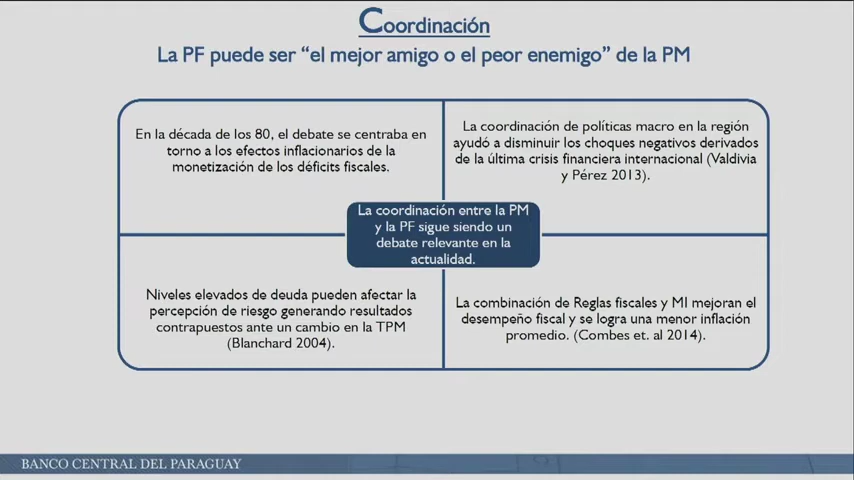 Coordinación
La PF puede ser “el mejor amigo o el peor enemigo” de la PM
En la década de los 80, el debate se centraba en
torno a los efectos inflacionarios de la
monetización de los déficits fiscales.
La coordinación de políticas macro en la región
ayudó a disminuir los choques negativos derivados
de la última crisis financiera internacional (Valdivia
y Pérez 2013).
La coordinación entre la PM
y la PF sigue siendo un
debate relevante en la
actualidad.
Niveles elevados de deuda pueden afectar la
percepción de riesgo generando resultados
contrapuestos ante un cambio en la TPM
(Blanchard 2004).
La combinación de Reglas fiscales y MI mejoran el
desempeño fiscal y se logra una menor inflación
promedio. (Combes et. al 2014).
BANCO CENTRAL DEL PARAGUAY